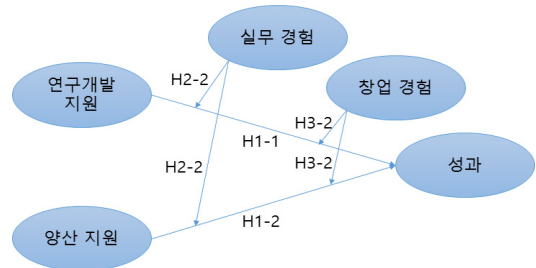 실무 경험
H2-2
연구개발
지원
창업 경험
H3-2
H1-1
H3-2
H2-2
성과
H1-2
양산 지원